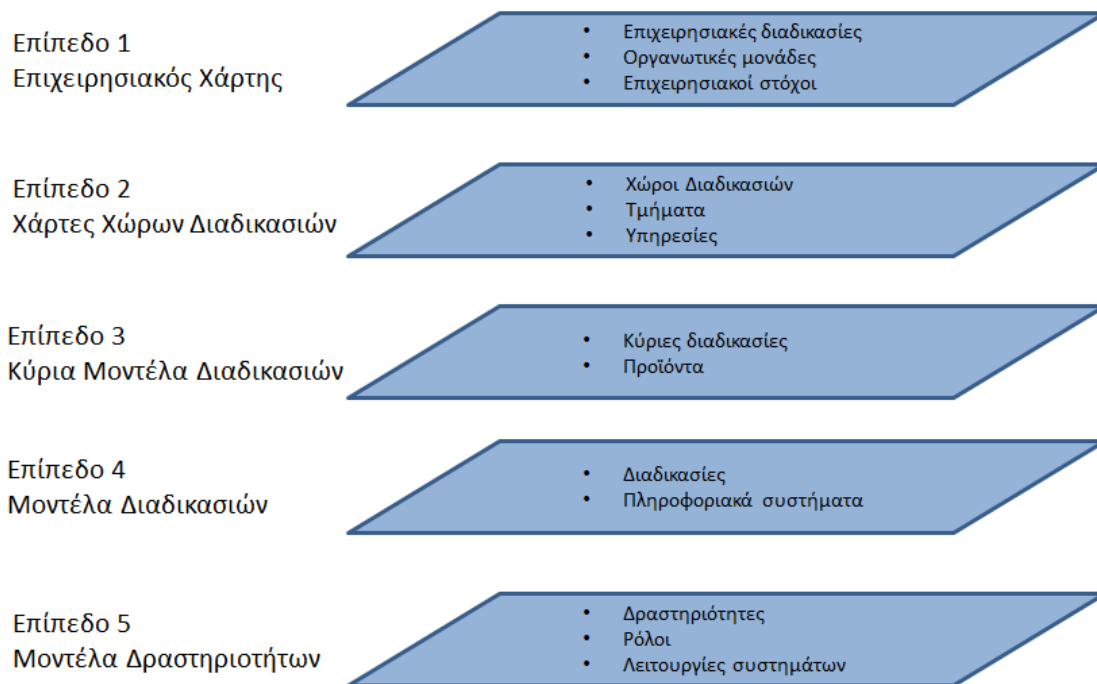 Επίπεδο 1
Επιχειρησιακός Χάρτης
• Επιχειρησιακές διαδικασίες
• Οργανωτικές μονάδες
• Επιχειρησιακοί στόχοι
Επίπεδο 2
Χάρτες Χώρων Διαδικασιών
• Χώροι Διαδικασιών
• Τμήματα
• Υπηρεσίες
Επίπεδο 3
Κύρια Μοντέλα Διαδικασιών
• Κύριες διαδικασίες
• Προϊόντα
Επίπεδο 4
Μοντέλα Διαδικασιών
• Διαδικασίες
• Πληροφοριακά συστήματα
Επίπεδο 5
Μοντέλα Δραστηριοτήτων
• Δραστηριότητες
• Ρόλοι
• Λειτουργίες συστημάτων